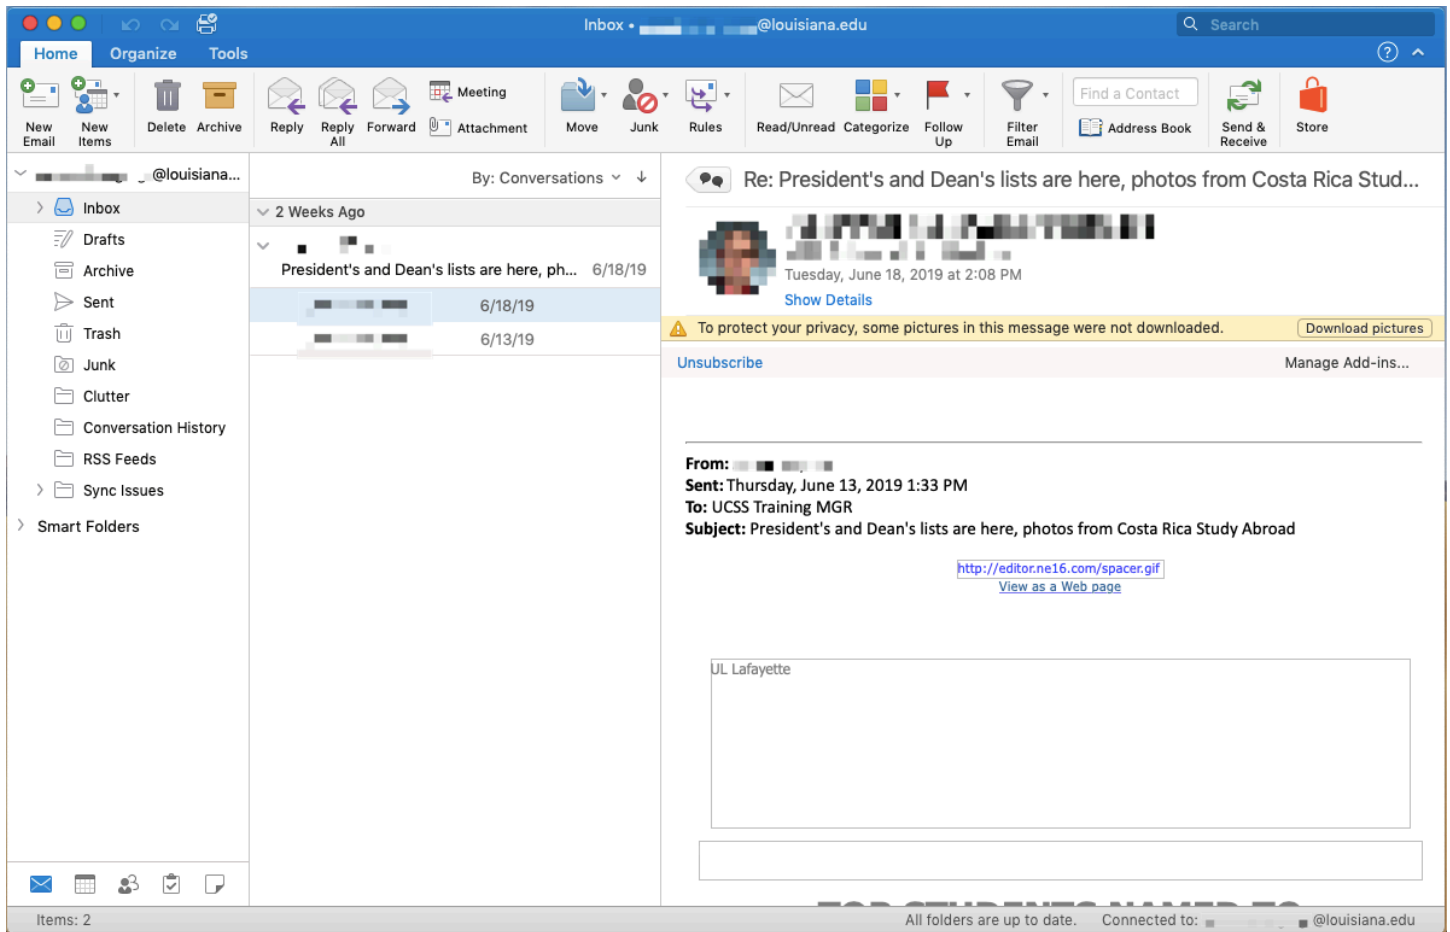 Inbox •
@louisiana.edu
Search
Home
Organize
Tools
New Email
New Items
Delete
Archive
Reply
Reply All
Forward
Meeting
Attachment
Move
Junk
Rules
Read/Unread
Categorize
Follow Up
Filter Email
Find a Contact
Address Book
Send & Receive
Store
@louisiana...
Inbox
Drafts
Archive
Sent
Trash
Junk
Clutter
Conversation History
RSS Feeds
Sync Issues
Smart Folders
By: Conversations
2 Weeks Ago
President's and Dean's lists are here, ph... 6/18/19
6/18/19
6/13/19
Re: President's and Dean's lists are here, photos from Costa Rica Stud...
Tuesday, June 18, 2019 at 2:08 PM
Show Details
To protect your privacy, some pictures in this message were not downloaded.
Download pictures
Unsubscribe
Manage Add-ins...
From:
Sent: Thursday, June 13, 2019 1:33 PM
To: UCSS Training MGR
Subject: President's and Dean's lists are here, photos from Costa Rica Study Abroad
http://editor.ne16.com/spacer.gif
View as a Web page
UL Lafayette
TOP STUDENTS NAMED TO
Items: 2
All folders are up to date.
Connected to:
@louisiana.edu